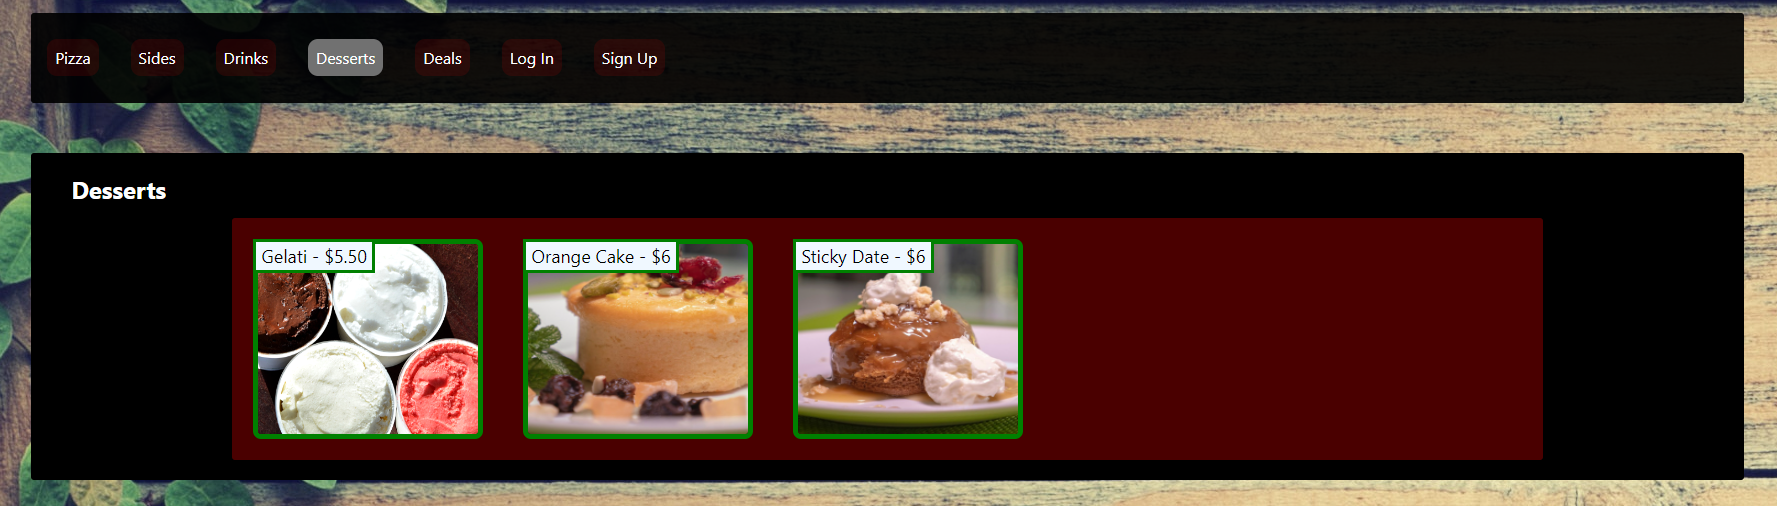 Pizza Sides Drinks Desserts Deals Log In Sign Up
Desserts
Gelati - $5.50 Orange Cake - $6 Sticky Date - $6